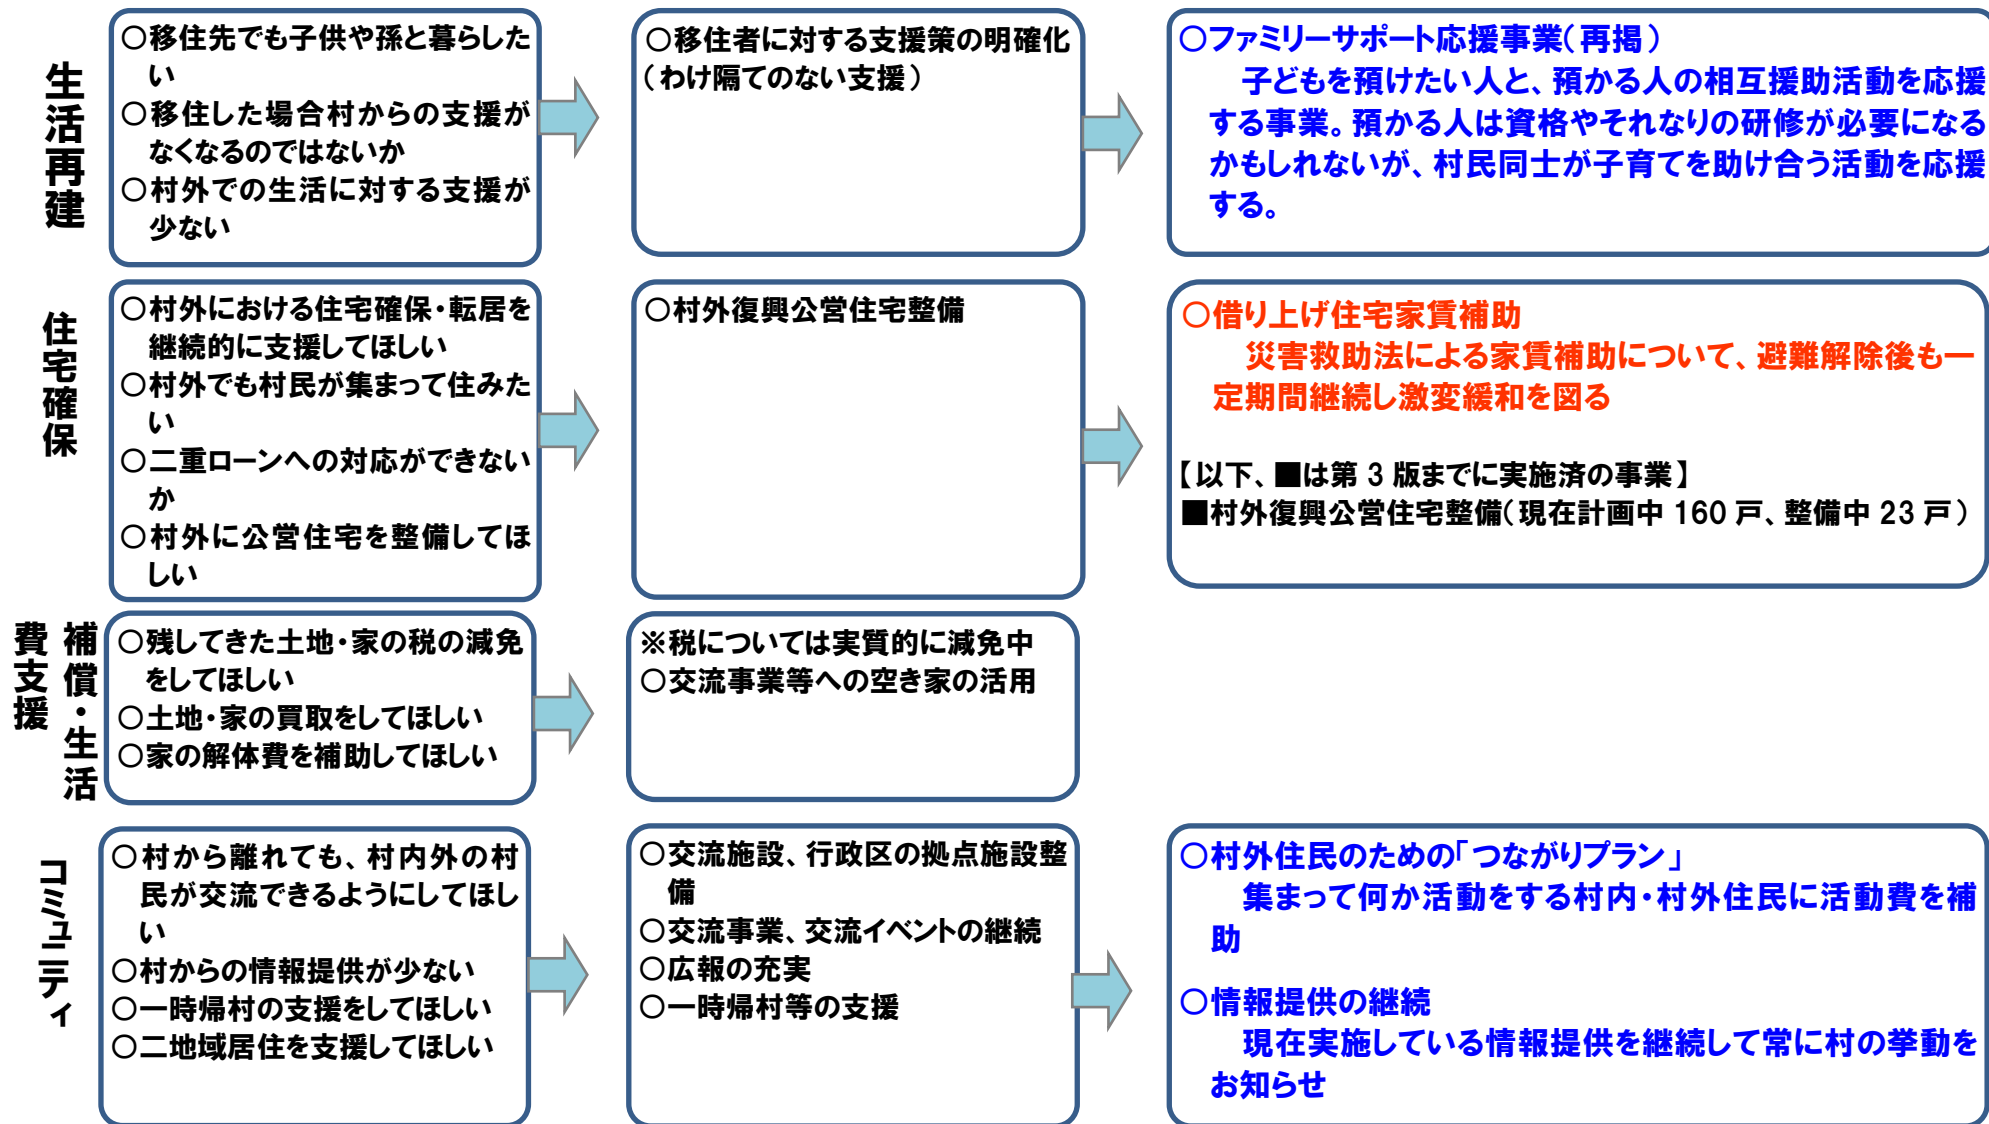 生活再建
○移住先でも子供や孫と暮らした
い
○移住した場合村からの支援が
なくなるのではないか
○村外での生活に対する支援が
少ない
○移住者に対する支援策の明確化
（わけ隔てのない支援）
○ファミリーサポート応援事業（再掲）
子どもを預けたい人と、預かる人の相互援助活動を応援
する事業。預かる人は資格やそれなりの研修が必要になる
かもしれないが、村民同士が子育てを助け合う活動を応援
する。
住宅確保
○村外における住宅確保・転居を
継続的に支援してほしい
○村外でも村民が集まって住みた
い
○二重ローンへの対応ができない
か
○村外に公営住宅を整備してほ
しい
○村外復興公営住宅整備
○借り上げ住宅家賃補助
災害救助法による家賃補助について、避難解除後も一
定期間継続し激変緩和を図る
【以下、■は第 3 版までに実施済の事業】
■村外復興公営住宅整備（現在計画中 160 戸、整備中 23 戸）
補償・生活
費支援
○残してきた土地・家の税の減免
をしてほしい
○土地・家の買取をしてほしい
○家の解体費を補助してほしい
※税については実質的に減免中
○交流事業等への空き家の活用
コミュニティ
○村から離れても、村内外の村
民が交流できるようにしてほし
い
○村からの情報提供が少ない
○一時帰村の支援をしてほしい
○二地域居住を支援してほしい
○交流施設、行政区の拠点施設整
備
○交流事業、交流イベントの継続
○広報の充実
○一時帰村等の支援
○村外住民のための「つながりプラン」
集まって何か活動をする村内・村外住民に活動費を補
助
○情報提供の継続
現在実施している情報提供を継続して常に村の挙動を
お知らせ